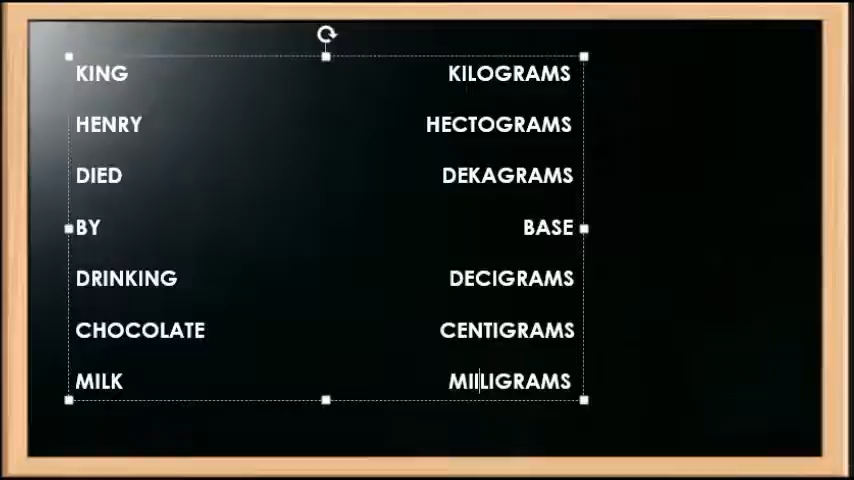 KING KILOGRAMS
HENRY HECTOGRAMS
DIED DEKAGRAMS
BY BASE
DRINKING DECIGRAMS
CHOCOLATE CENTIGRAMS
MILK MILLIGRAMS